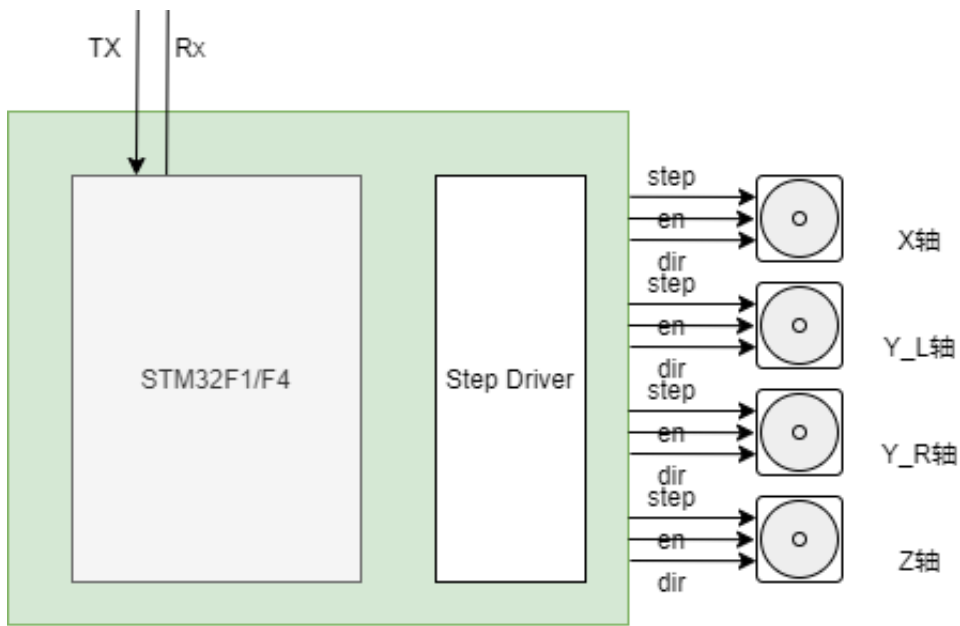 TX
Rx
STM32F1/F4
Step Driver
step
en
dir
X轴
step
en
dir
Y_L轴
step
en
dir
Y_R轴
step
en
dir
Z轴